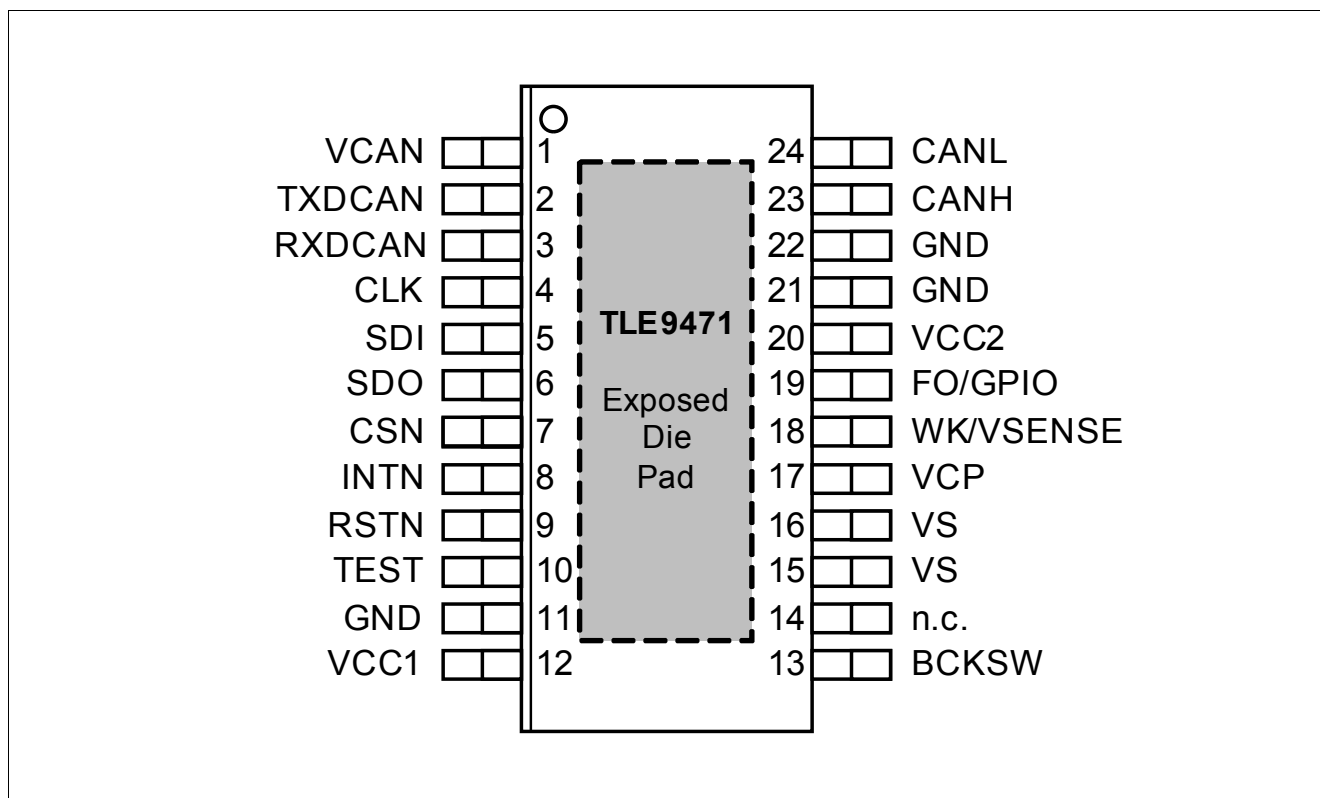 VCAN 1 24 CANL
TXDCAN 2 23 CANH
RXDCAN 3 22 GND
CLK 4 21 GND
SDI 5 TLE9471 20 VCC2
SDO 6 Exposed 19 FO/GPIO
CSN 7 Die 18 WK/VSENSE
INTN 8 Pad 17 VCP
RSTN 9 16 VS
TEST 10 15 VS
GND 11 14 n.c.
VCC1 12 13 BCKSW